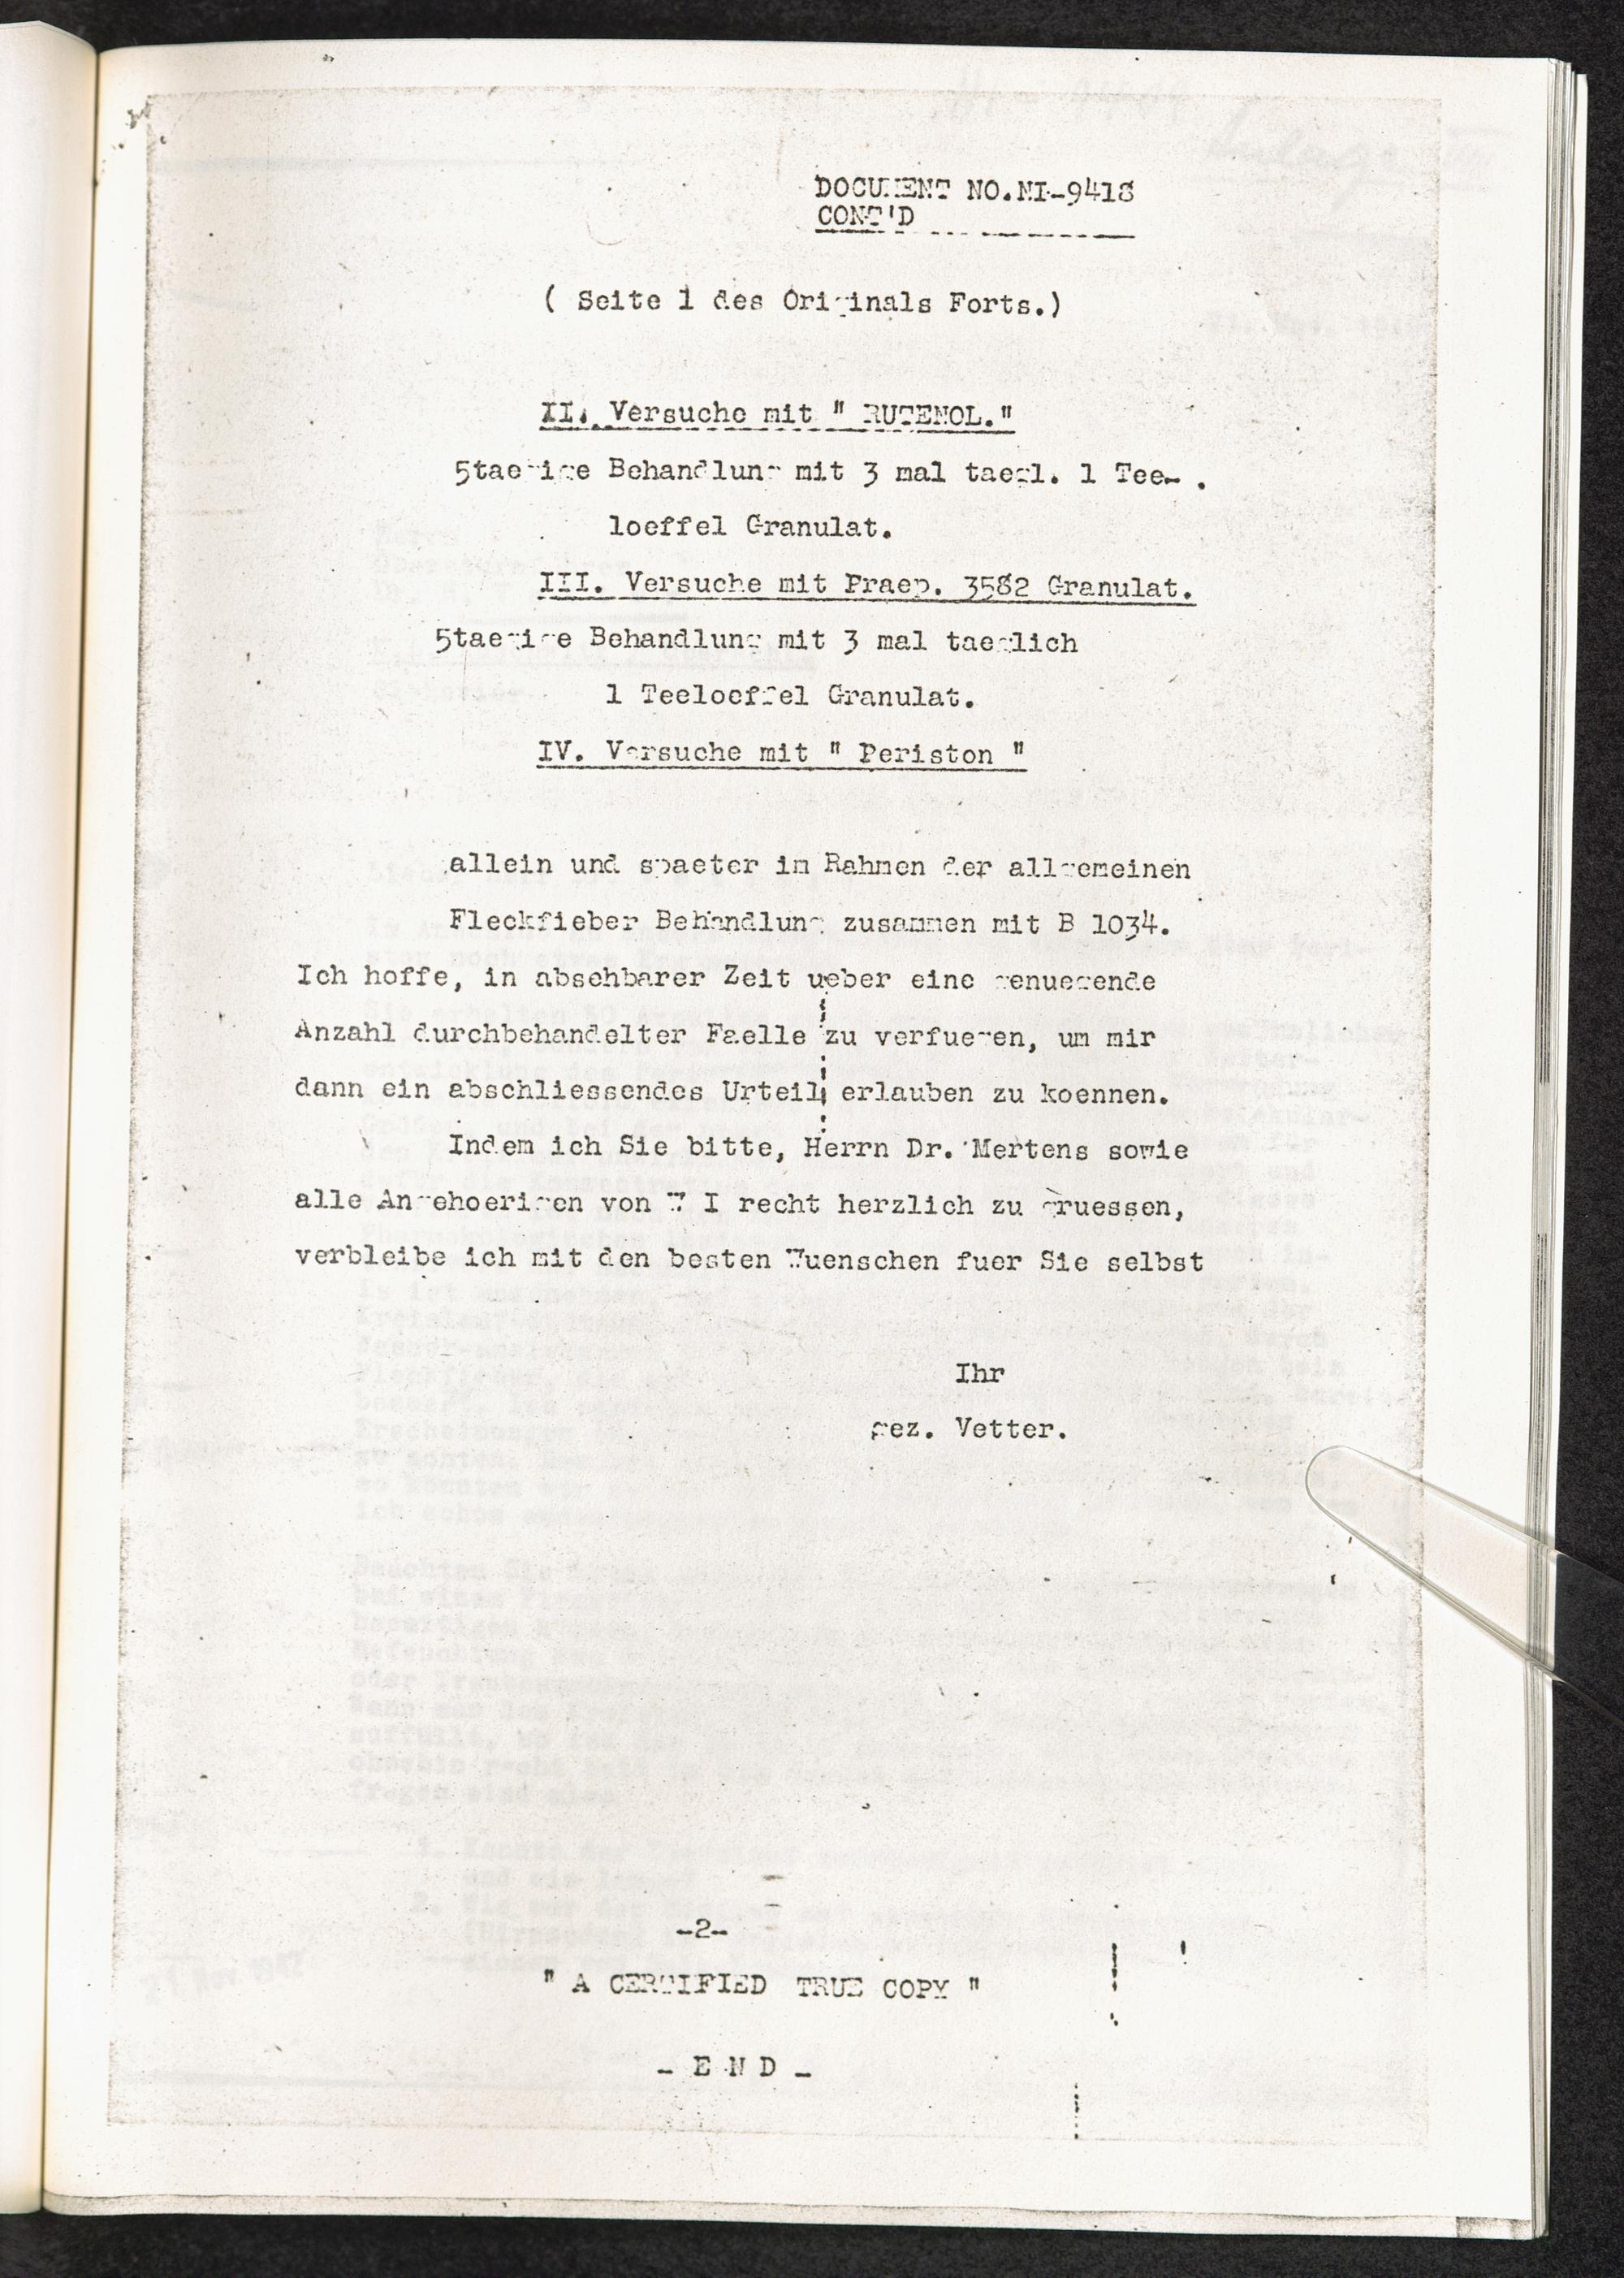 DOCUMENT NO.NI-9418
CONT'D
( Seite 1 des Originals Forts.)
II. Versuche mit " RUTENOL."
5taegige Behandlung mit 3 mal taegl. 1 Tee-
loeffel Granulat.
III. Versuche mit Praep. 3582 Granulat.
5taegige Behandlung mit 3 mal taeglich
1 Teeloeffel Granulat.
IV. Versuche mit " Periston "
allein und spaeter im Rahmen der allgemeinen
Fleckfieber Behandlung zusammen mit B 1034.
Ich hoffe, in absehbarer Zeit ueber eine genuegende
Anzahl durchbehandelter Faelle zu verfuegen, um mir
dann ein abschliessendes Urteil erlauben zu koennen.
Indem ich Sie bitte, Herrn Dr. Mertens sowie
alle Angehoerigen von W I recht herzlich zu gruessen,
verbleibe ich mit den besten Wuenschen fuer Sie selbst
Ihr
gez. Vetter.
-2-
" A CERTIFIED TRUE COPY "
- E N D -